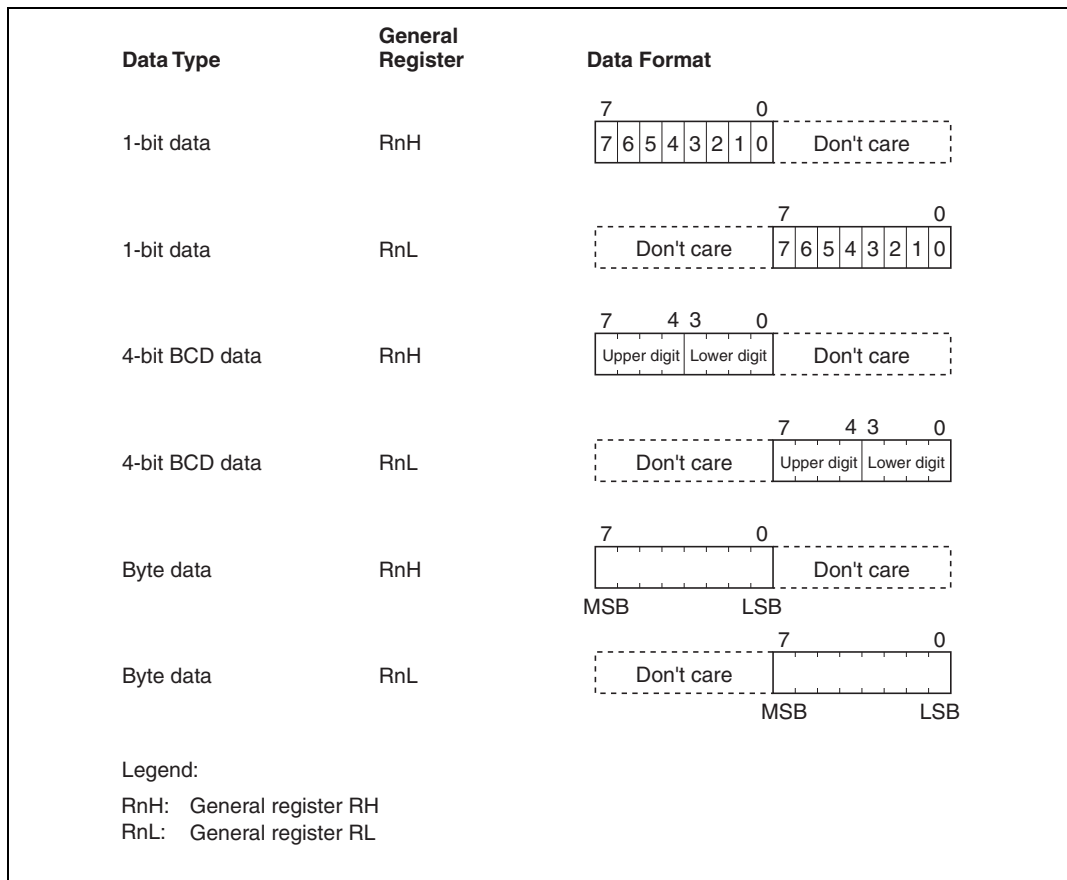 Data Type General Register Data Format
7 0
1-bit data RnH 7 6 5 4 3 2 1 0 Don't care
7 0
1-bit data RnL Don't care 7 6 5 4 3 2 1 0
7 4 3 0
4-bit BCD data RnH Upper digit Lower digit Don't care
7 4 3 0
4-bit BCD data RnL Don't care Upper digit Lower digit
7 0
Byte data RnH Don't care
MSB LSB
7 0
Byte data RnL Don't care
MSB LSB
Legend:
RnH: General register RH
RnL: General register RL